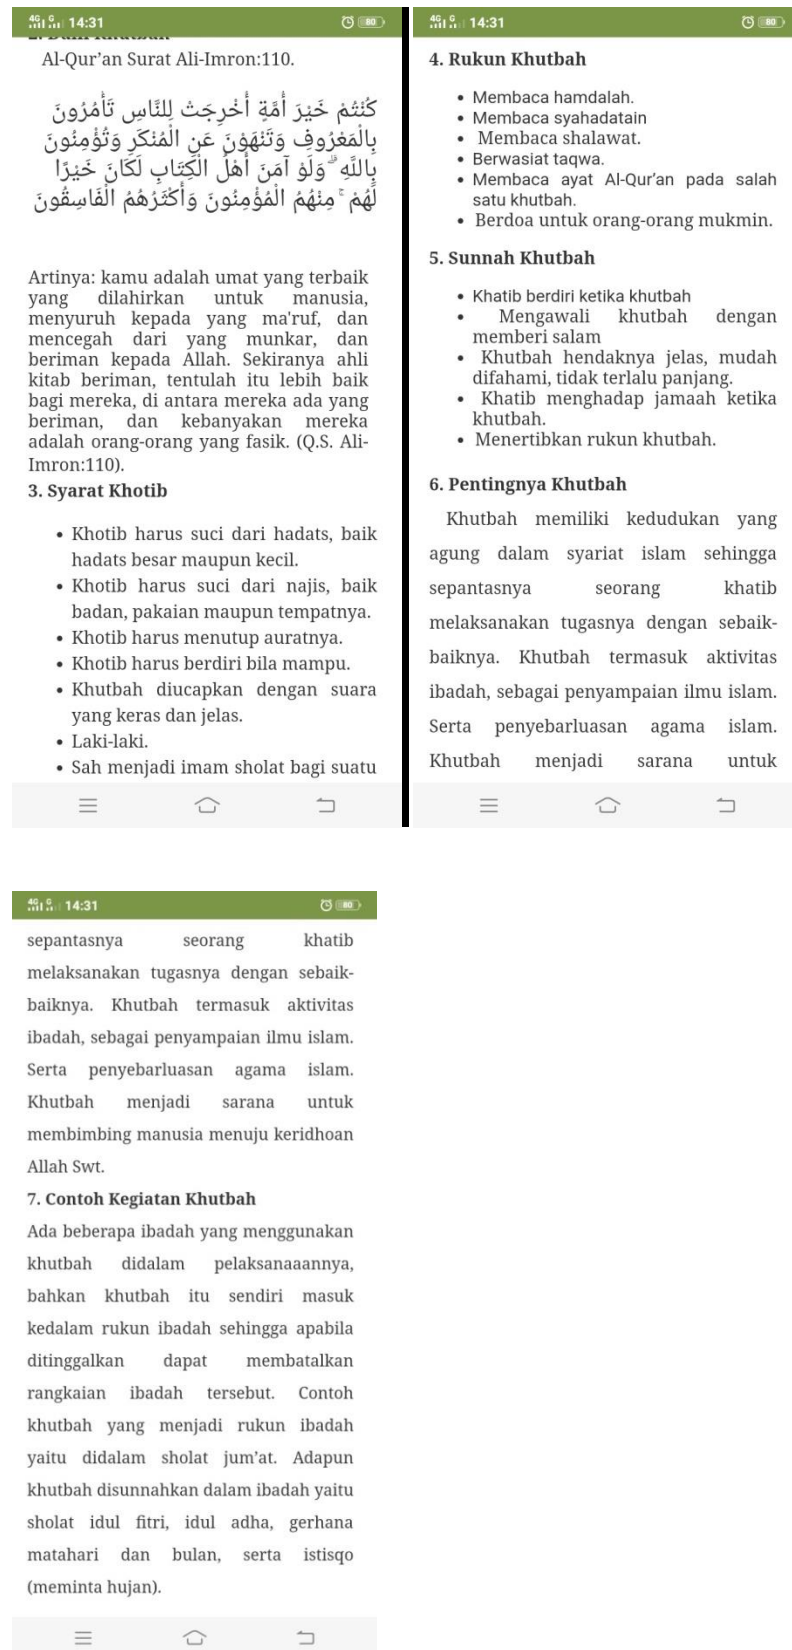 14:31
80
Al-Qur'an Surat Ali-Imron:110.
كُنْتُمْ خَيْرَ أُمَّةٍ أُخْرِجَتْ لِلنَّاسِ تَأْمُرُونَ
بِالْمَعْرُوفِ وَتَنْهَوْنَ عَنِ الْمُنْكَرِ وَتُؤْمِنُونَ
بِاللَّهِ ۗ وَلَوْ آمَنَ أَهْلُ الْكِتَابِ لَكَانَ خَيْرًا
لَهُمْ ۚ مِنْهُمُ الْمُؤْمِنُونَ وَأَكْثَرُهُمُ الْفَاسِقُونَ
Artinya: kamu adalah umat yang terbaik
yang dilahirkan untuk manusia,
menyuruh kepada yang ma'ruf, dan
mencegah dari yang munkar, dan
beriman kepada Allah. Sekiranya ahli
kitab beriman, tentulah itu lebih baik
bagi mereka, di antara mereka ada yang
beriman, dan kebanyakan mereka
adalah orang-orang yang fasik. (Q.S. Ali-
Imron:110).
3. Syarat Khotib
• Khotib harus suci dari hadats, baik
hadats besar maupun kecil.
• Khotib harus suci dari najis, baik
badan, pakaian maupun tempatnya.
• Khotib harus menutup auratnya.
• Khotib harus berdiri bila mampu.
• Khutbah diucapkan dengan suara
yang keras dan jelas.
• Laki-laki.
• Sah menjadi imam sholat bagi suatu
14:31
80
4. Rukun Khutbah
• Membaca hamdalah.
• Membaca syahadatain
• Membaca shalawat.
• Berwasiat taqwa.
• Membaca ayat Al-Qur'an pada salah
satu khutbah.
• Berdoa untuk orang-orang mukmin.
5. Sunnah Khutbah
• Khatib berdiri ketika khutbah
• Mengawali khutbah dengan
memberi salam
• Khutbah hendaknya jelas, mudah
difahami, tidak terlalu panjang.
• Khatib menghadap jamaah ketika
khutbah.
• Menertibkan rukun khutbah.
6. Pentingnya Khutbah
Khutbah memiliki kedudukan yang
agung dalam syariat islam sehingga
sepantasnya seorang khatib
melaksanakan tugasnya dengan sebaik-
baiknya. Khutbah termasuk aktivitas
ibadah, sebagai penyampaian ilmu islam.
Serta penyebarluasan agama islam.
Khutbah menjadi sarana untuk
14:31
80
sepantasnya seorang khatib
melaksanakan tugasnya dengan sebaik-
baiknya. Khutbah termasuk aktivitas
ibadah, sebagai penyampaian ilmu islam.
Serta penyebarluasan agama islam.
Khutbah menjadi sarana untuk
membimbing manusia menuju keridhoan
Allah Swt.
7. Contoh Kegiatan Khutbah
Ada beberapa ibadah yang menggunakan
khutbah didalam pelaksanaaannya,
bahkan khutbah itu sendiri masuk
kedalam rukun ibadah sehingga apabila
ditinggalkan dapat membatalkan
rangkaian ibadah tersebut. Contoh
khutbah yang menjadi rukun ibadah
yaitu didalam sholat jum'at. Adapun
khutbah disunnahkan dalam ibadah yaitu
sholat idul fitri, idul adha, gerhana
matahari dan bulan, serta istisqo
(meminta hujan).